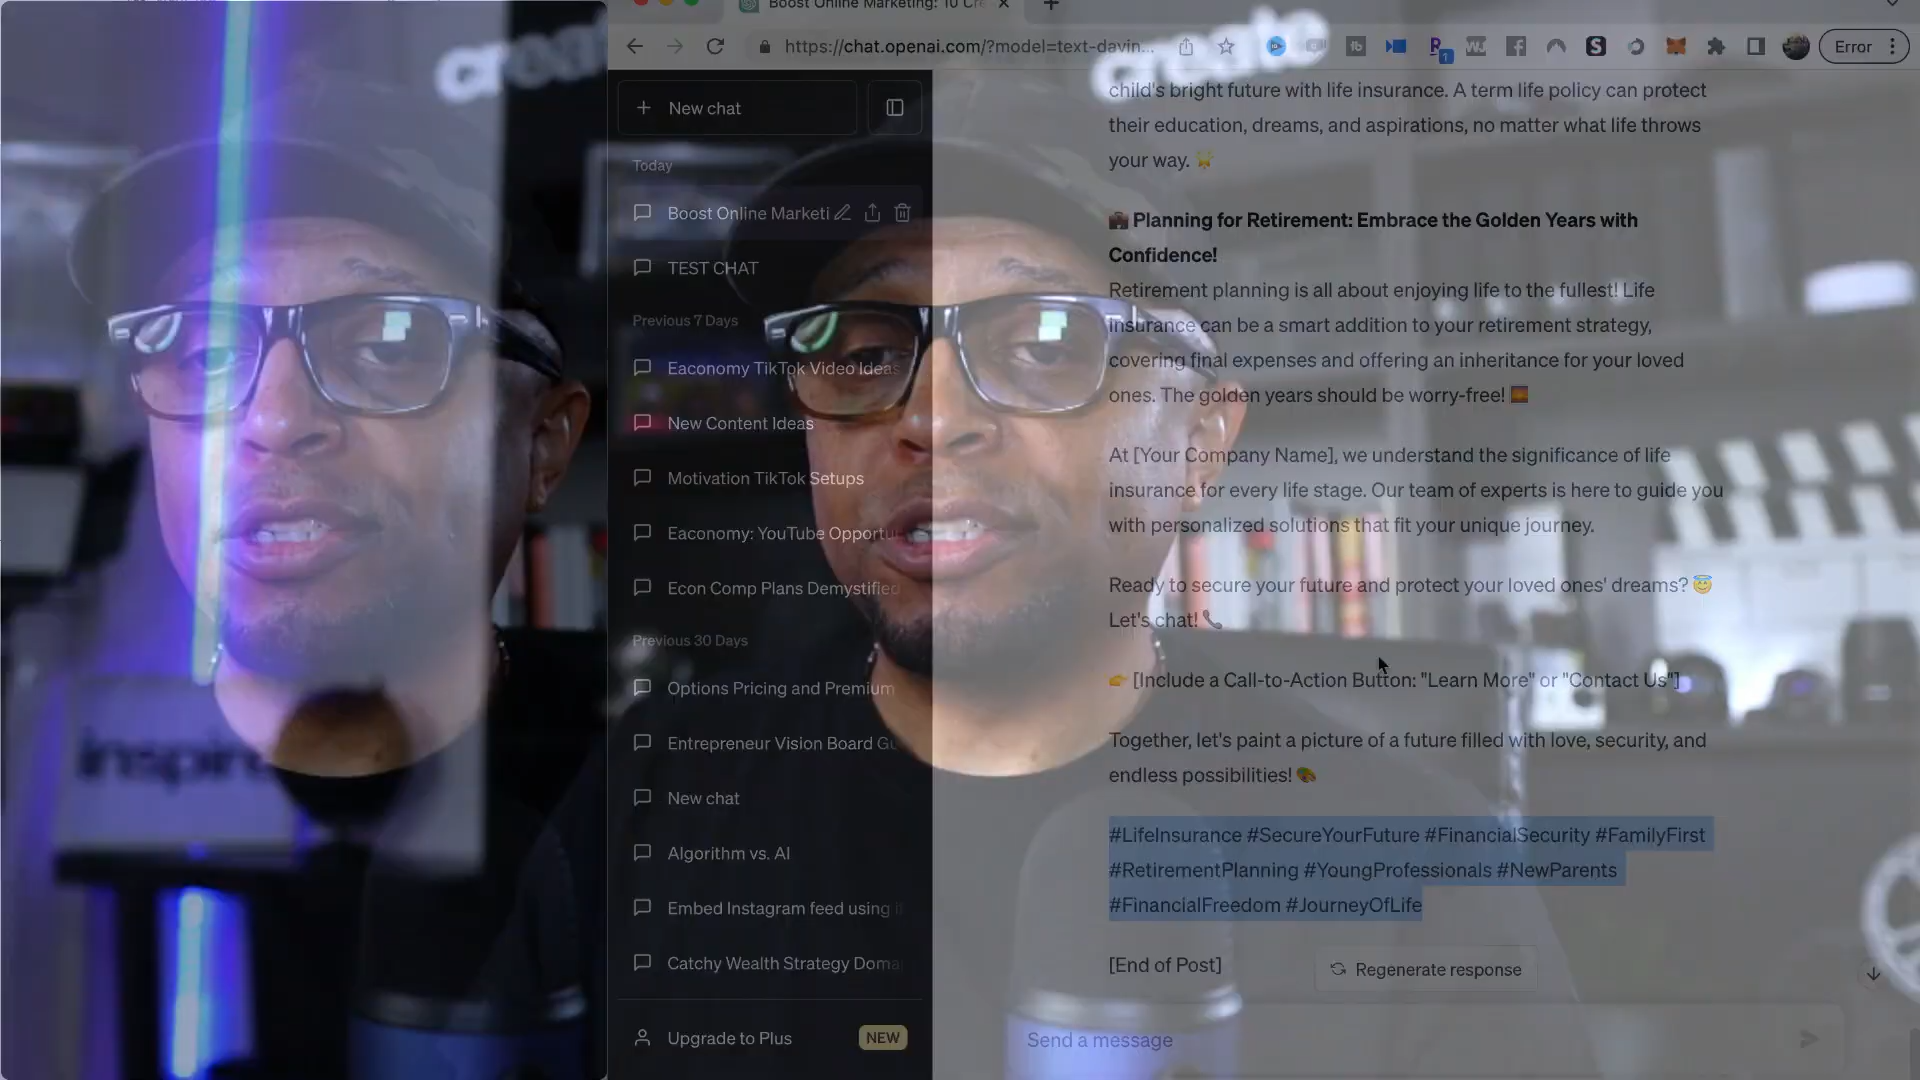 create
Boost Online Marketing: 10 Cre
https://chat.openai.com/?model=text-davin...
Error
1
create
New chat
Today
Boost Online Marketi
TEST CHAT
Previous 7 Days
Eaconomy TikTok Video Ideas
New Content Ideas
Motivation TikTok Setups
Eaconomy: YouTube Opportu
Econ Comp Plans Demystified
Previous 30 Days
Options Pricing and Premium
Entrepreneur Vision Board Gu
New chat
Algorithm vs. AI
Embed Instagram feed using i
Catchy Wealth Strategy Doma
Upgrade to Plus
NEW
child's bright future with life insurance. A term life policy can protect
their education, dreams, and aspirations, no matter what life throws
your way.
💼 Planning for Retirement: Embrace the Golden Years with
Confidence!
Retirement planning is all about enjoying life to the fullest! Life
insurance can be a smart addition to your retirement strategy,
covering final expenses and offering an inheritance for your loved
ones. The golden years should be worry-free! 🌅
At [Your Company Name], we understand the significance of life
insurance for every life stage. Our team of experts is here to guide you
with personalized solutions that fit your unique journey.
Ready to secure your future and protect your loved ones' dreams? 😇
Let's chat! 📞
👉 [Include a Call-to-Action Button: "Learn More" or "Contact Us"]
Together, let's paint a picture of a future filled with love, security, and
endless possibilities! 🎨
#LifeInsurance #SecureYourFuture #FinancialSecurity #FamilyFirst
#RetirementPlanning #YoungProfessionals #NewParents
#FinancialFreedom #JourneyOfLife
[End of Post]
Regenerate response
Send a message
inspire